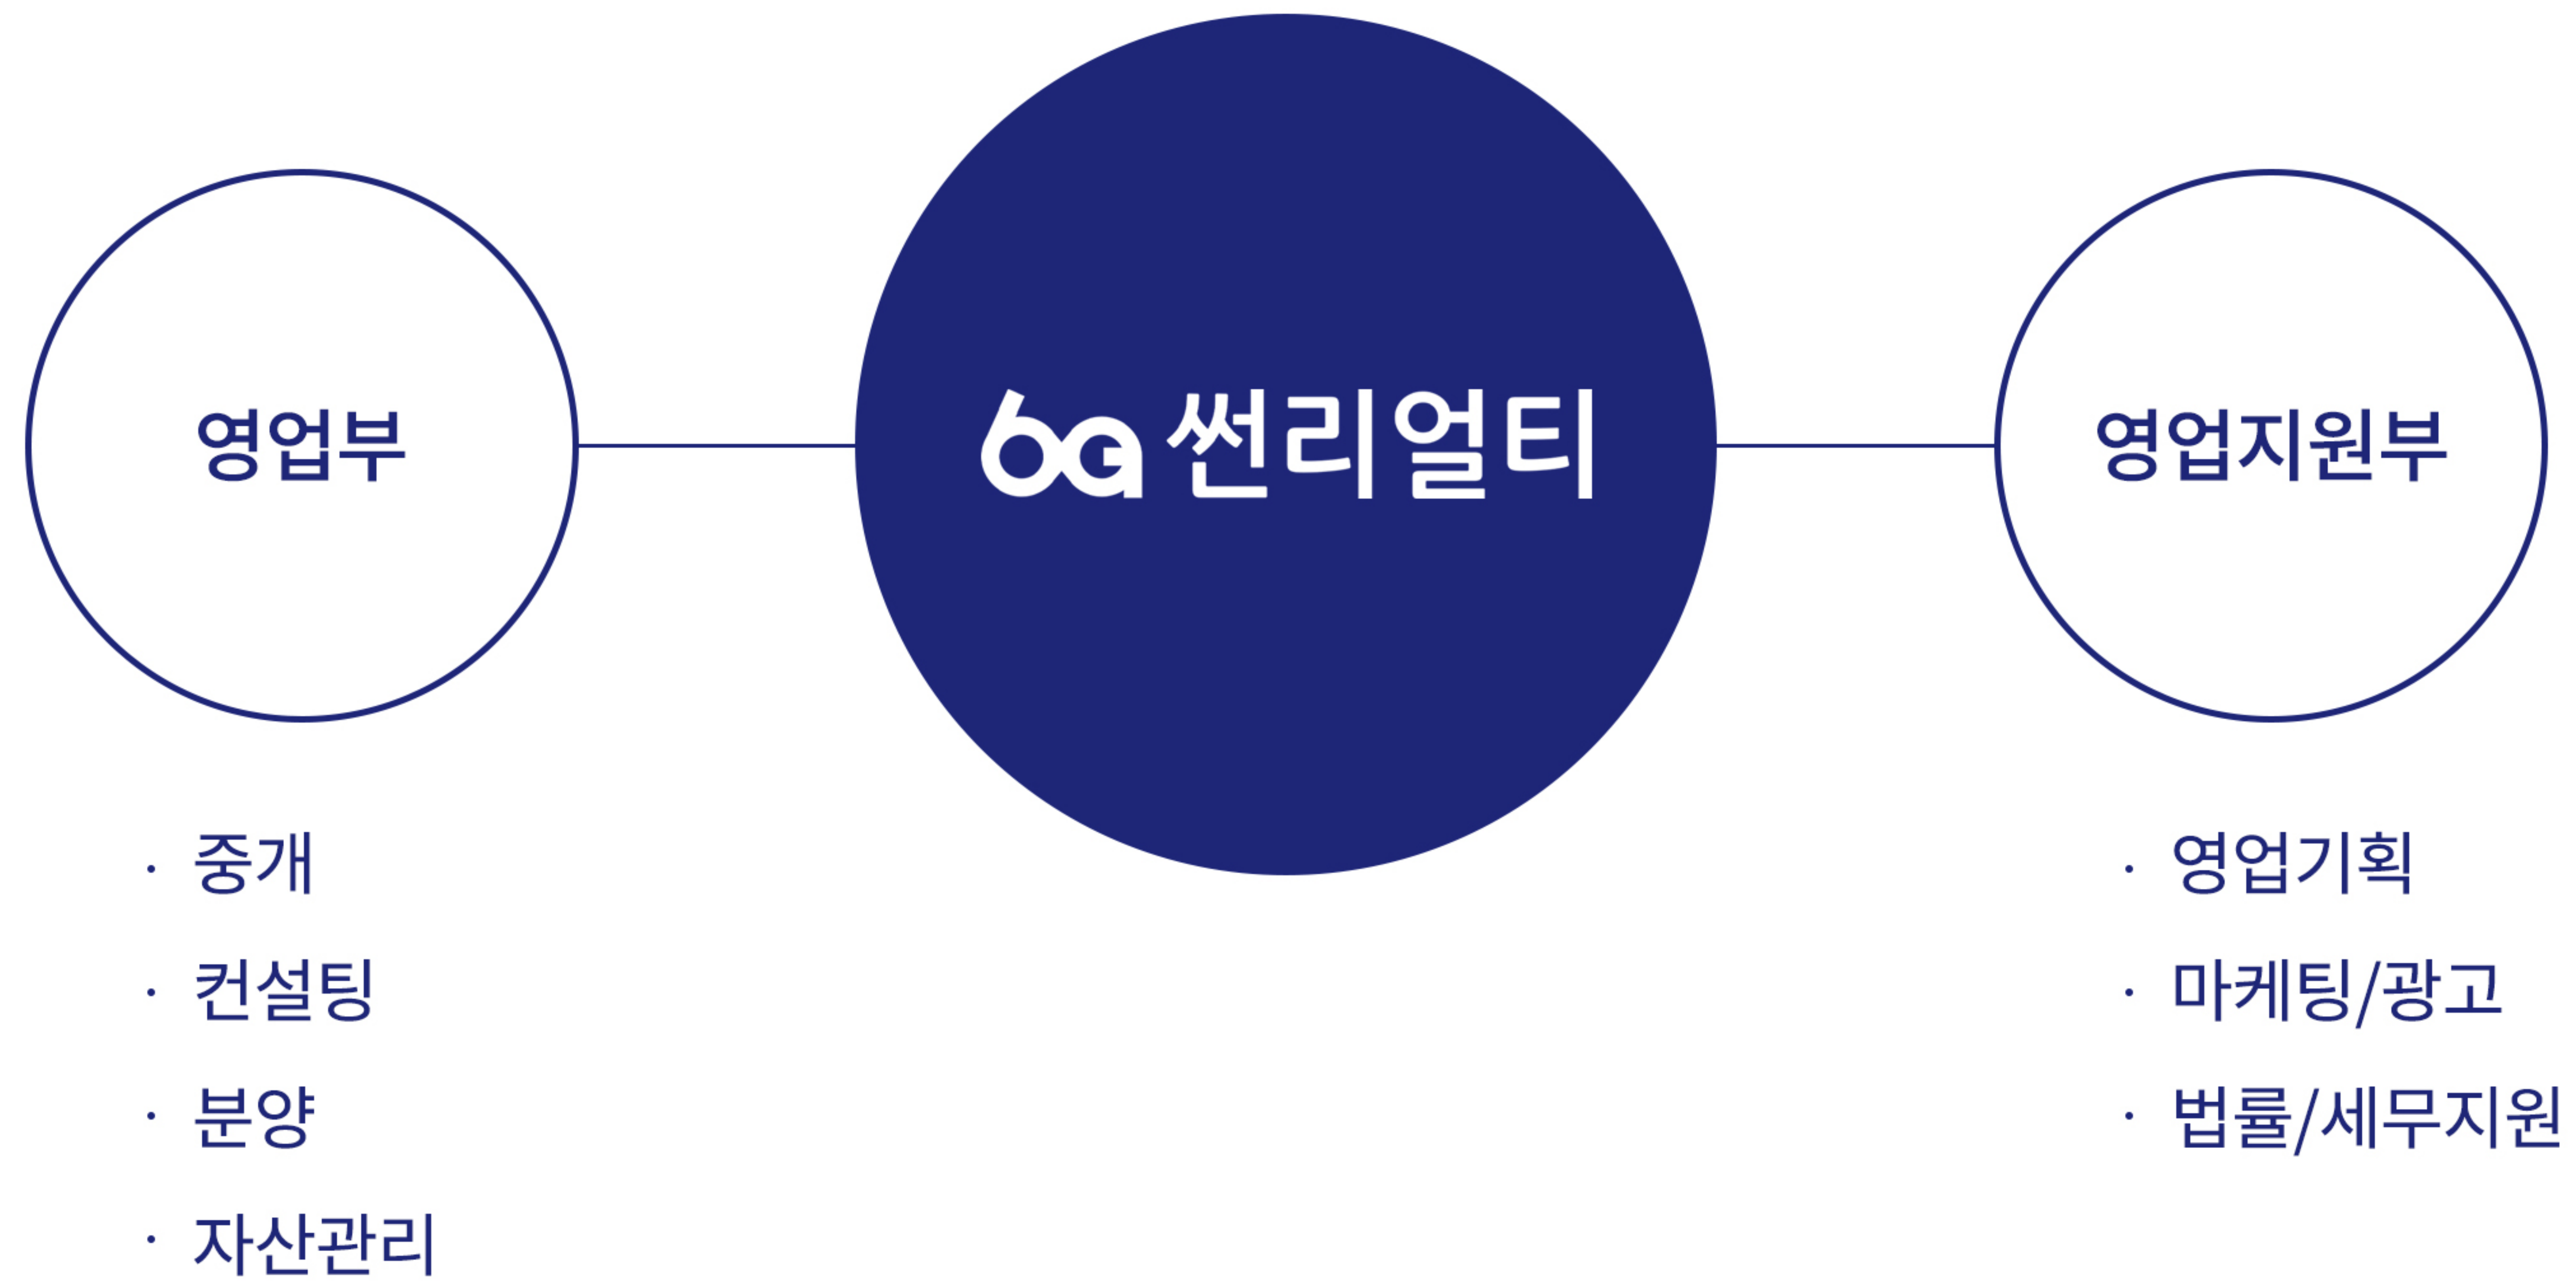 영업부
썬리얼티
영업지원부
· 중개
· 컨설팅
· 분양
· 자산관리
· 영업기획
· 마케팅/광고
· 법률/세무지원